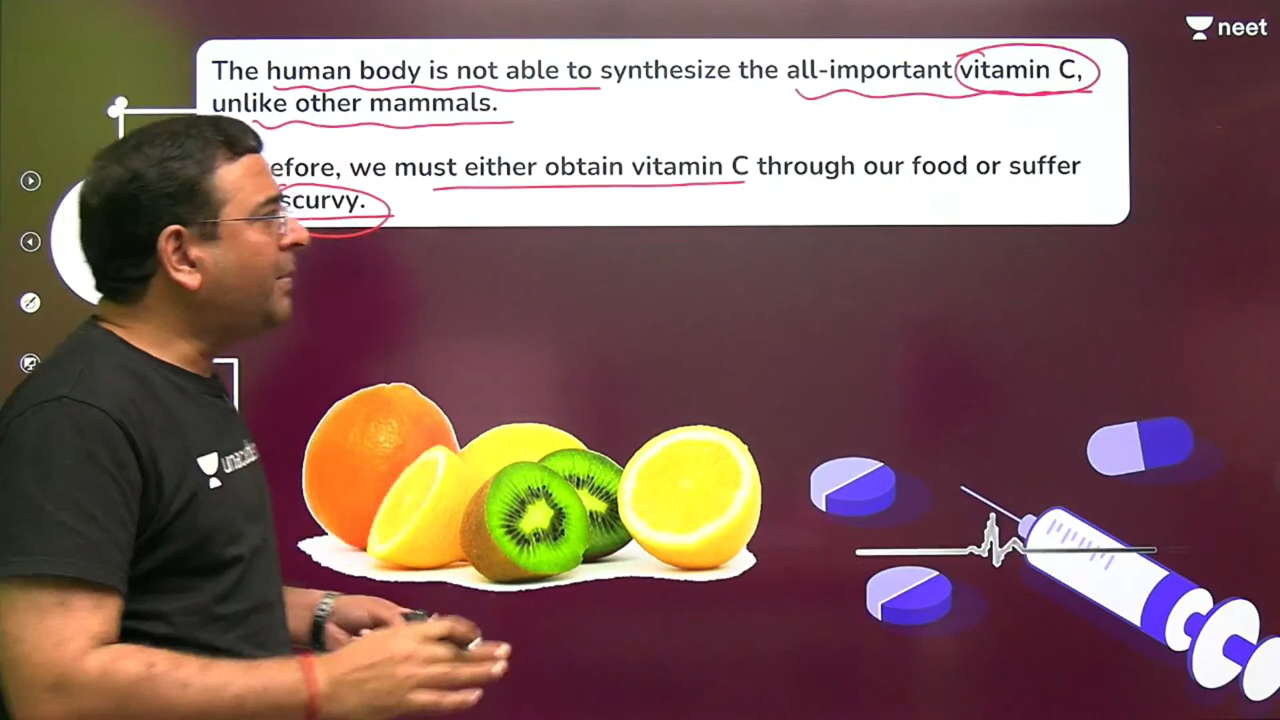 neet
The human body is not able to synthesize the all-important vitamin C,
unlike other mammals.
efore, we must either obtain vitamin C through our food or suffer
scurvy.